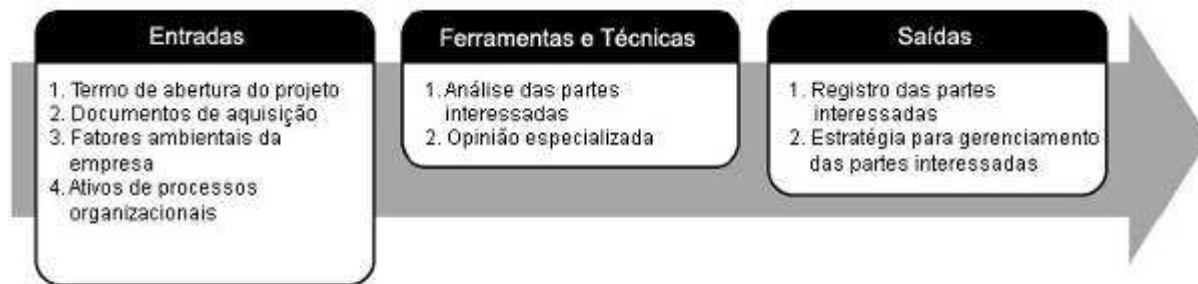 Entradas
1. Termo de abertura do projeto
2. Documentos de aquisição
3. Fatores ambientais da
empresa
4. Ativos de processos
organizacionais
Ferramentas e Técnicas
1. Análise das partes
interessadas
2. Opinião especializada
Saídas
1. Registro das partes
interessadas
2. Estratégia para gerenciamento
das partes interessadas